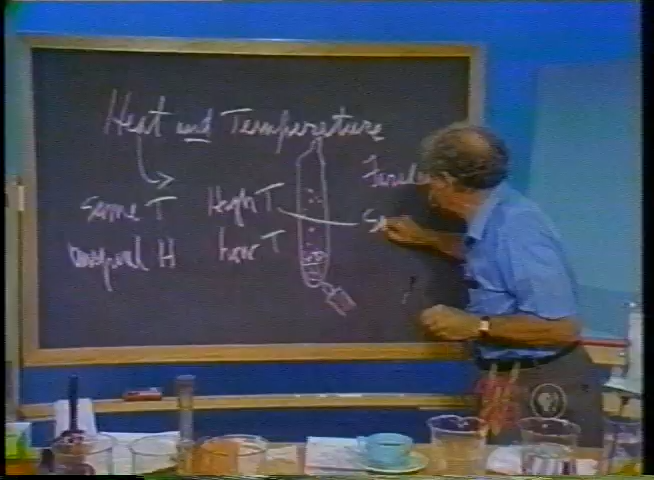 Heat and Temperature
Same T
unequal H
High T
Low T